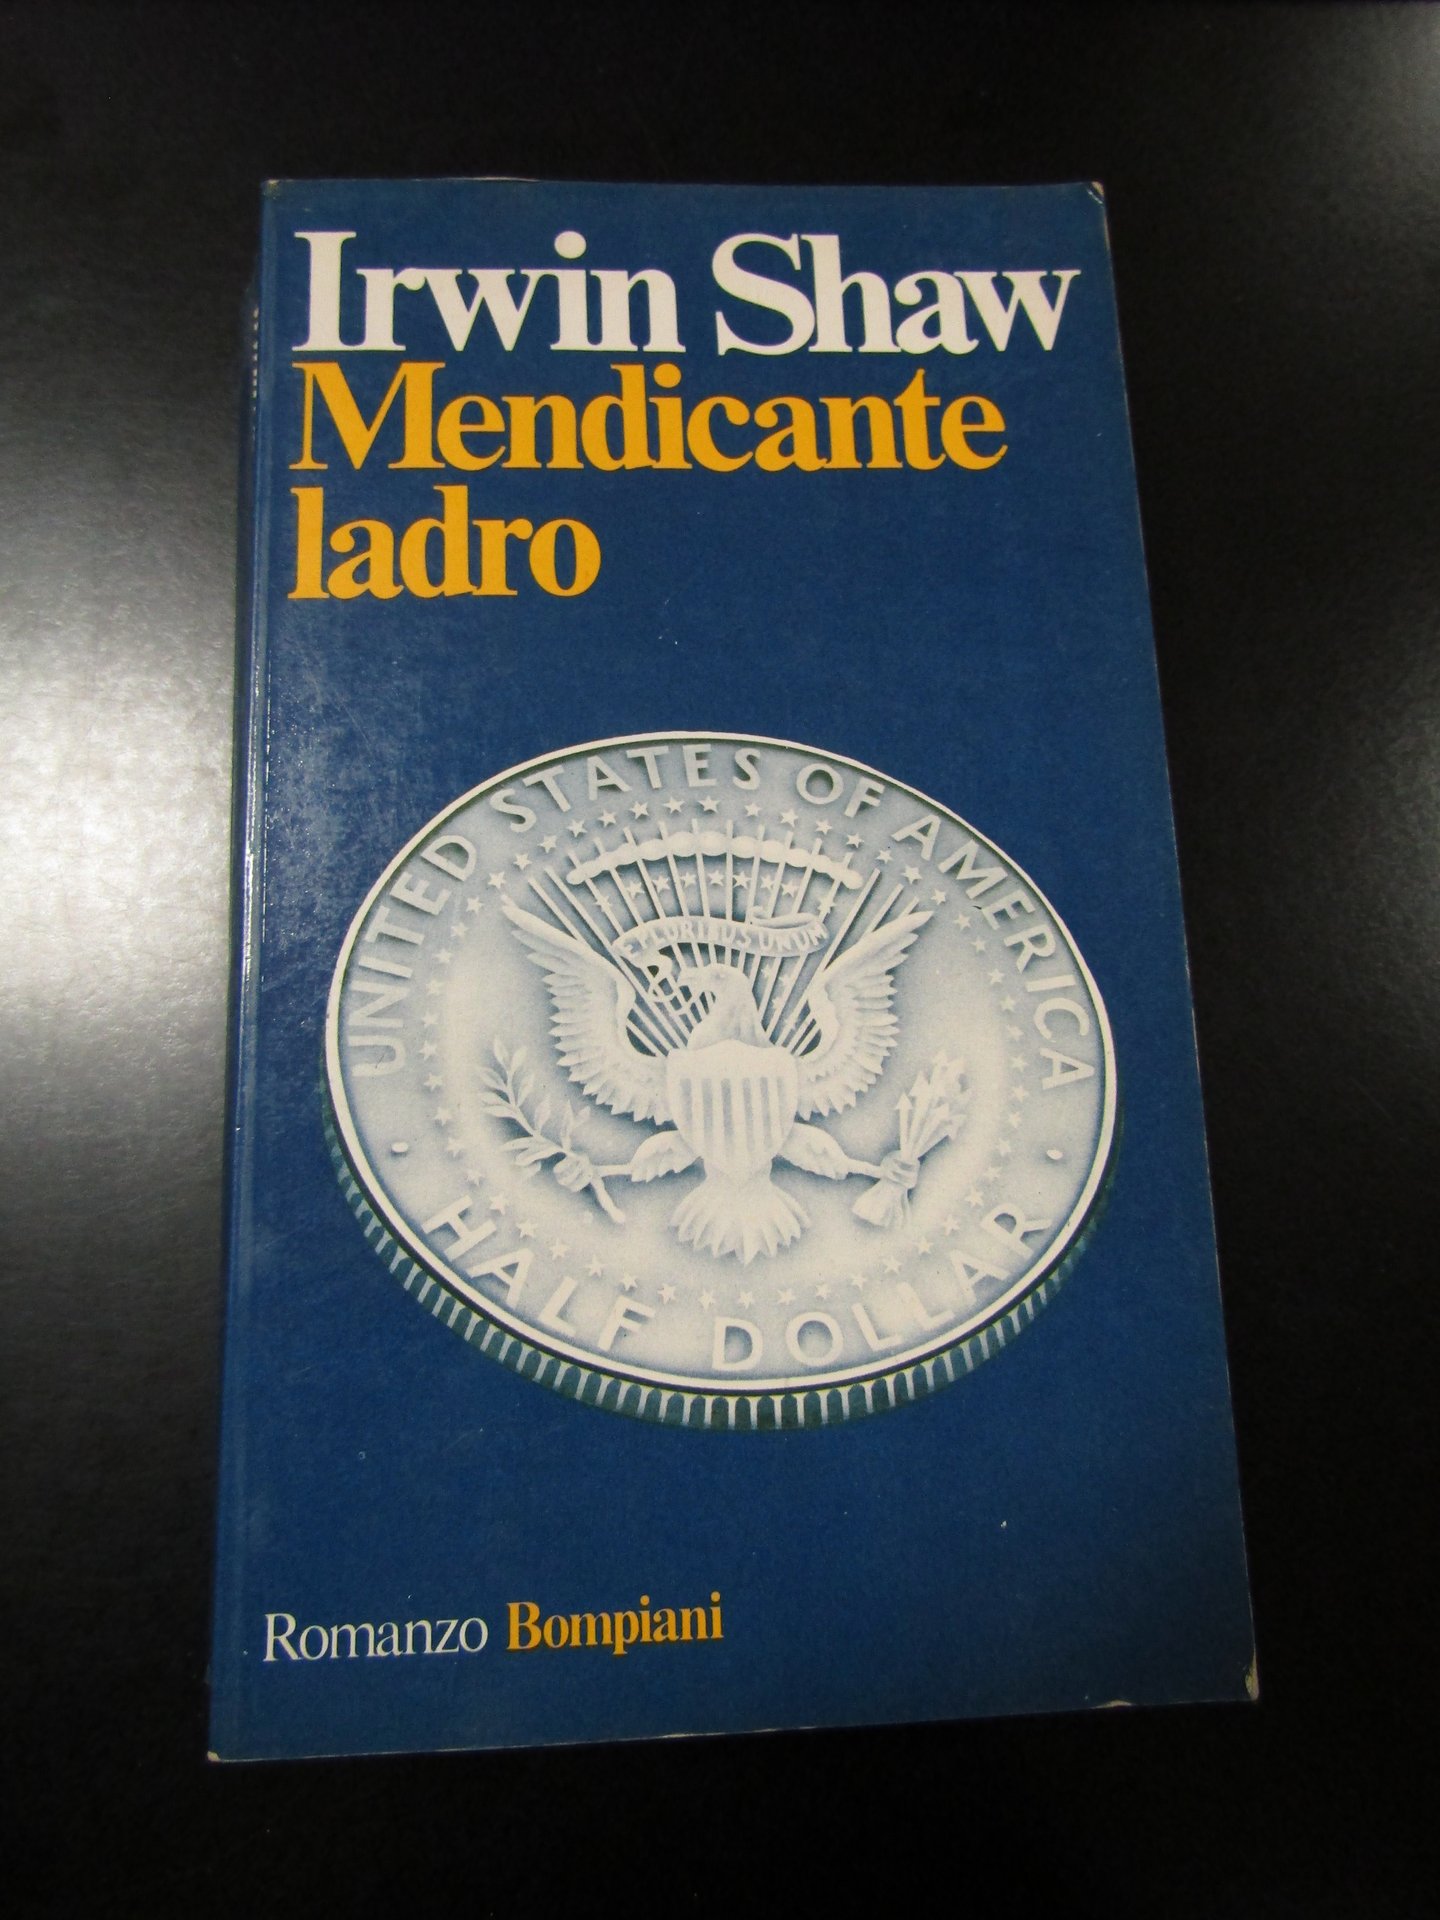 Irwin Shaw
Mendicante
ladro
UNITED STATES OF AMERICA
E PLURIBUS UNUM
HALF DOLLAR
Romanzo Bompiani